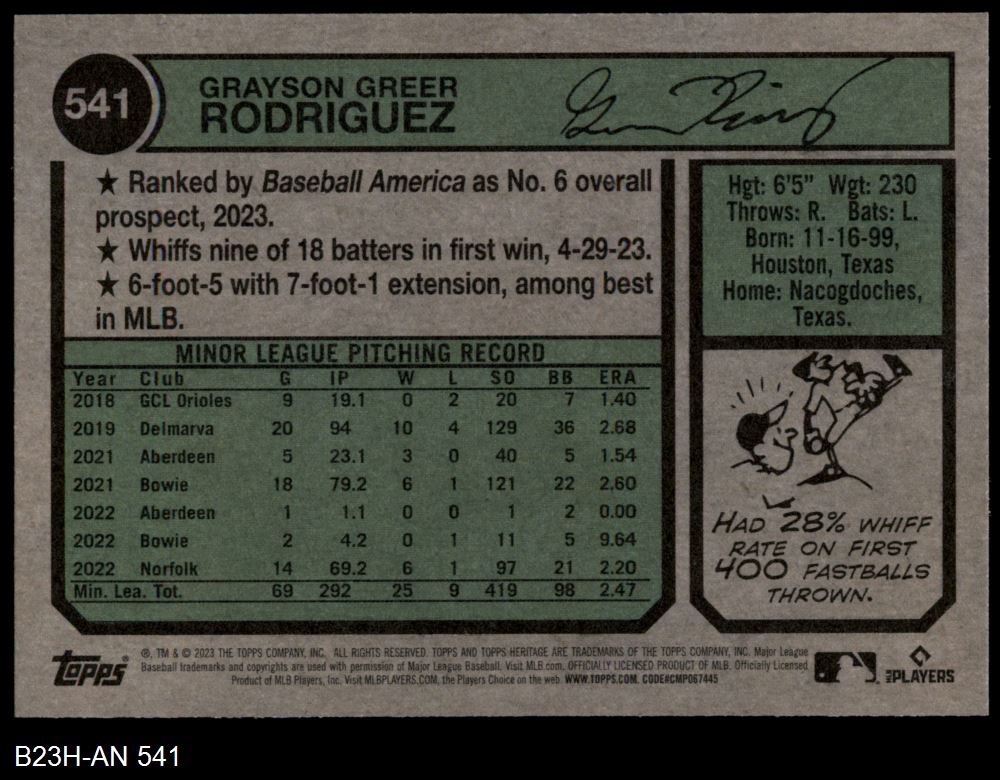 541
GRAYSON GREER
RODRIGUEZ
★ Ranked by Baseball America as No. 6 overall
prospect, 2023.
★ Whiffs nine of 18 batters in first win, 4-29-23.
★ 6-foot-5 with 7-foot-1 extension, among best
in MLB.
Hgt: 6'5" Wgt: 230
Throws: R. Bats: L.
Born: 11-16-99,
Houston, Texas
Home: Nacogdoches,
Texas.
MINOR LEAGUE PITCHING RECORD
Year Club G IP W L SO BB ERA
2018 GCL Orioles 9 19.1 0 2 20 7 1.40
2019 Delmarva 20 94 10 4 129 36 2.68
2021 Aberdeen 5 23.1 3 0 40 5 1.54
2021 Bowie 18 79.2 6 1 121 22 2.60
2022 Aberdeen 1 1.1 0 0 1 2 0.00
2022 Bowie 2 4.2 0 1 11 5 9.64
2022 Norfolk 14 69.2 6 1 97 21 2.20
Min. Lea. Tot. 69 292 25 9 419 98 2.47
HAD 28% WHIFF
RATE ON FIRST
400 FASTBALLS
THROWN.
TOPPS
®, TM & © 2023 THE TOPPS COMPANY, INC. ALL RIGHTS RESERVED. TOPPS AND TOPPS HERITAGE ARE TRADEMARKS OF THE TOPPS COMPANY, INC. Major League
Baseball trademarks and copyrights are used with permission of Major League Baseball. Visit MLB.com. OFFICIALLY LICENSED PRODUCT OF MLB. Officially Licensed
Product of MLB Players, Inc. Visit MLBPLAYERS.COM, the Players Choice on the web. WWW.TOPPS.COM. CODE#CMP067445
MLB PLAYERS
B23H-AN 541